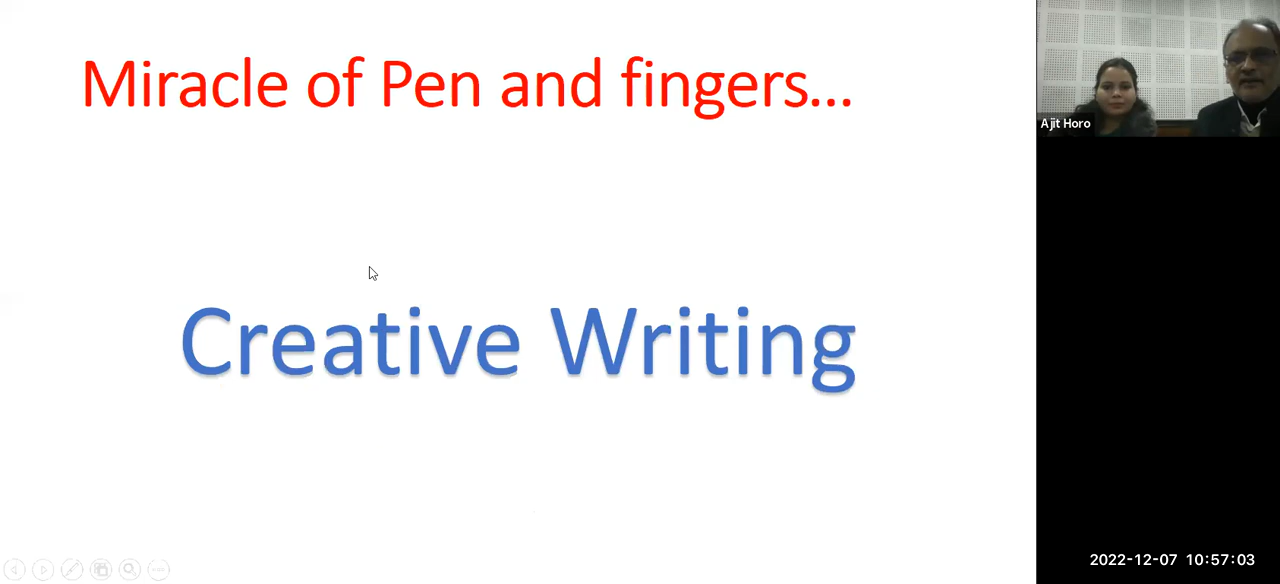 Miracle of Pen and fingers...
Creative Writing
Ajit Horo
2022-12-07 10:57:03